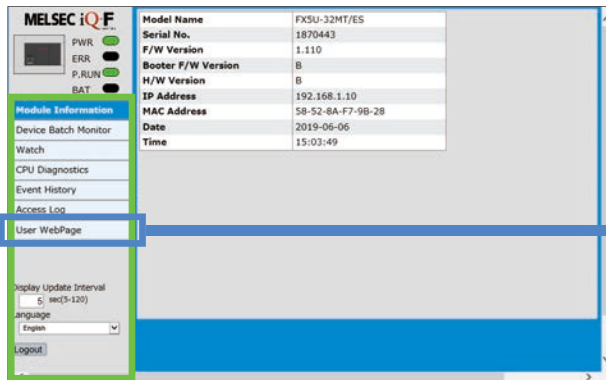 MELSEC iQ-F
PWR
ERR
P.RUN
BAT
Module Information
Device Batch Monitor
Watch
CPU Diagnostics
Event History
Access Log
User WebPage
Display Update Interval
5 sec(5-120)
Language
English
Logout
Model Name FX5U-32MT/ES
Serial No. 1870443
F/W Version 1.110
Booter F/W Version B
H/W Version B
IP Address 192.168.1.10
MAC Address 58-52-8A-F7-9B-28
Date 2019-06-06
Time 15:03:49